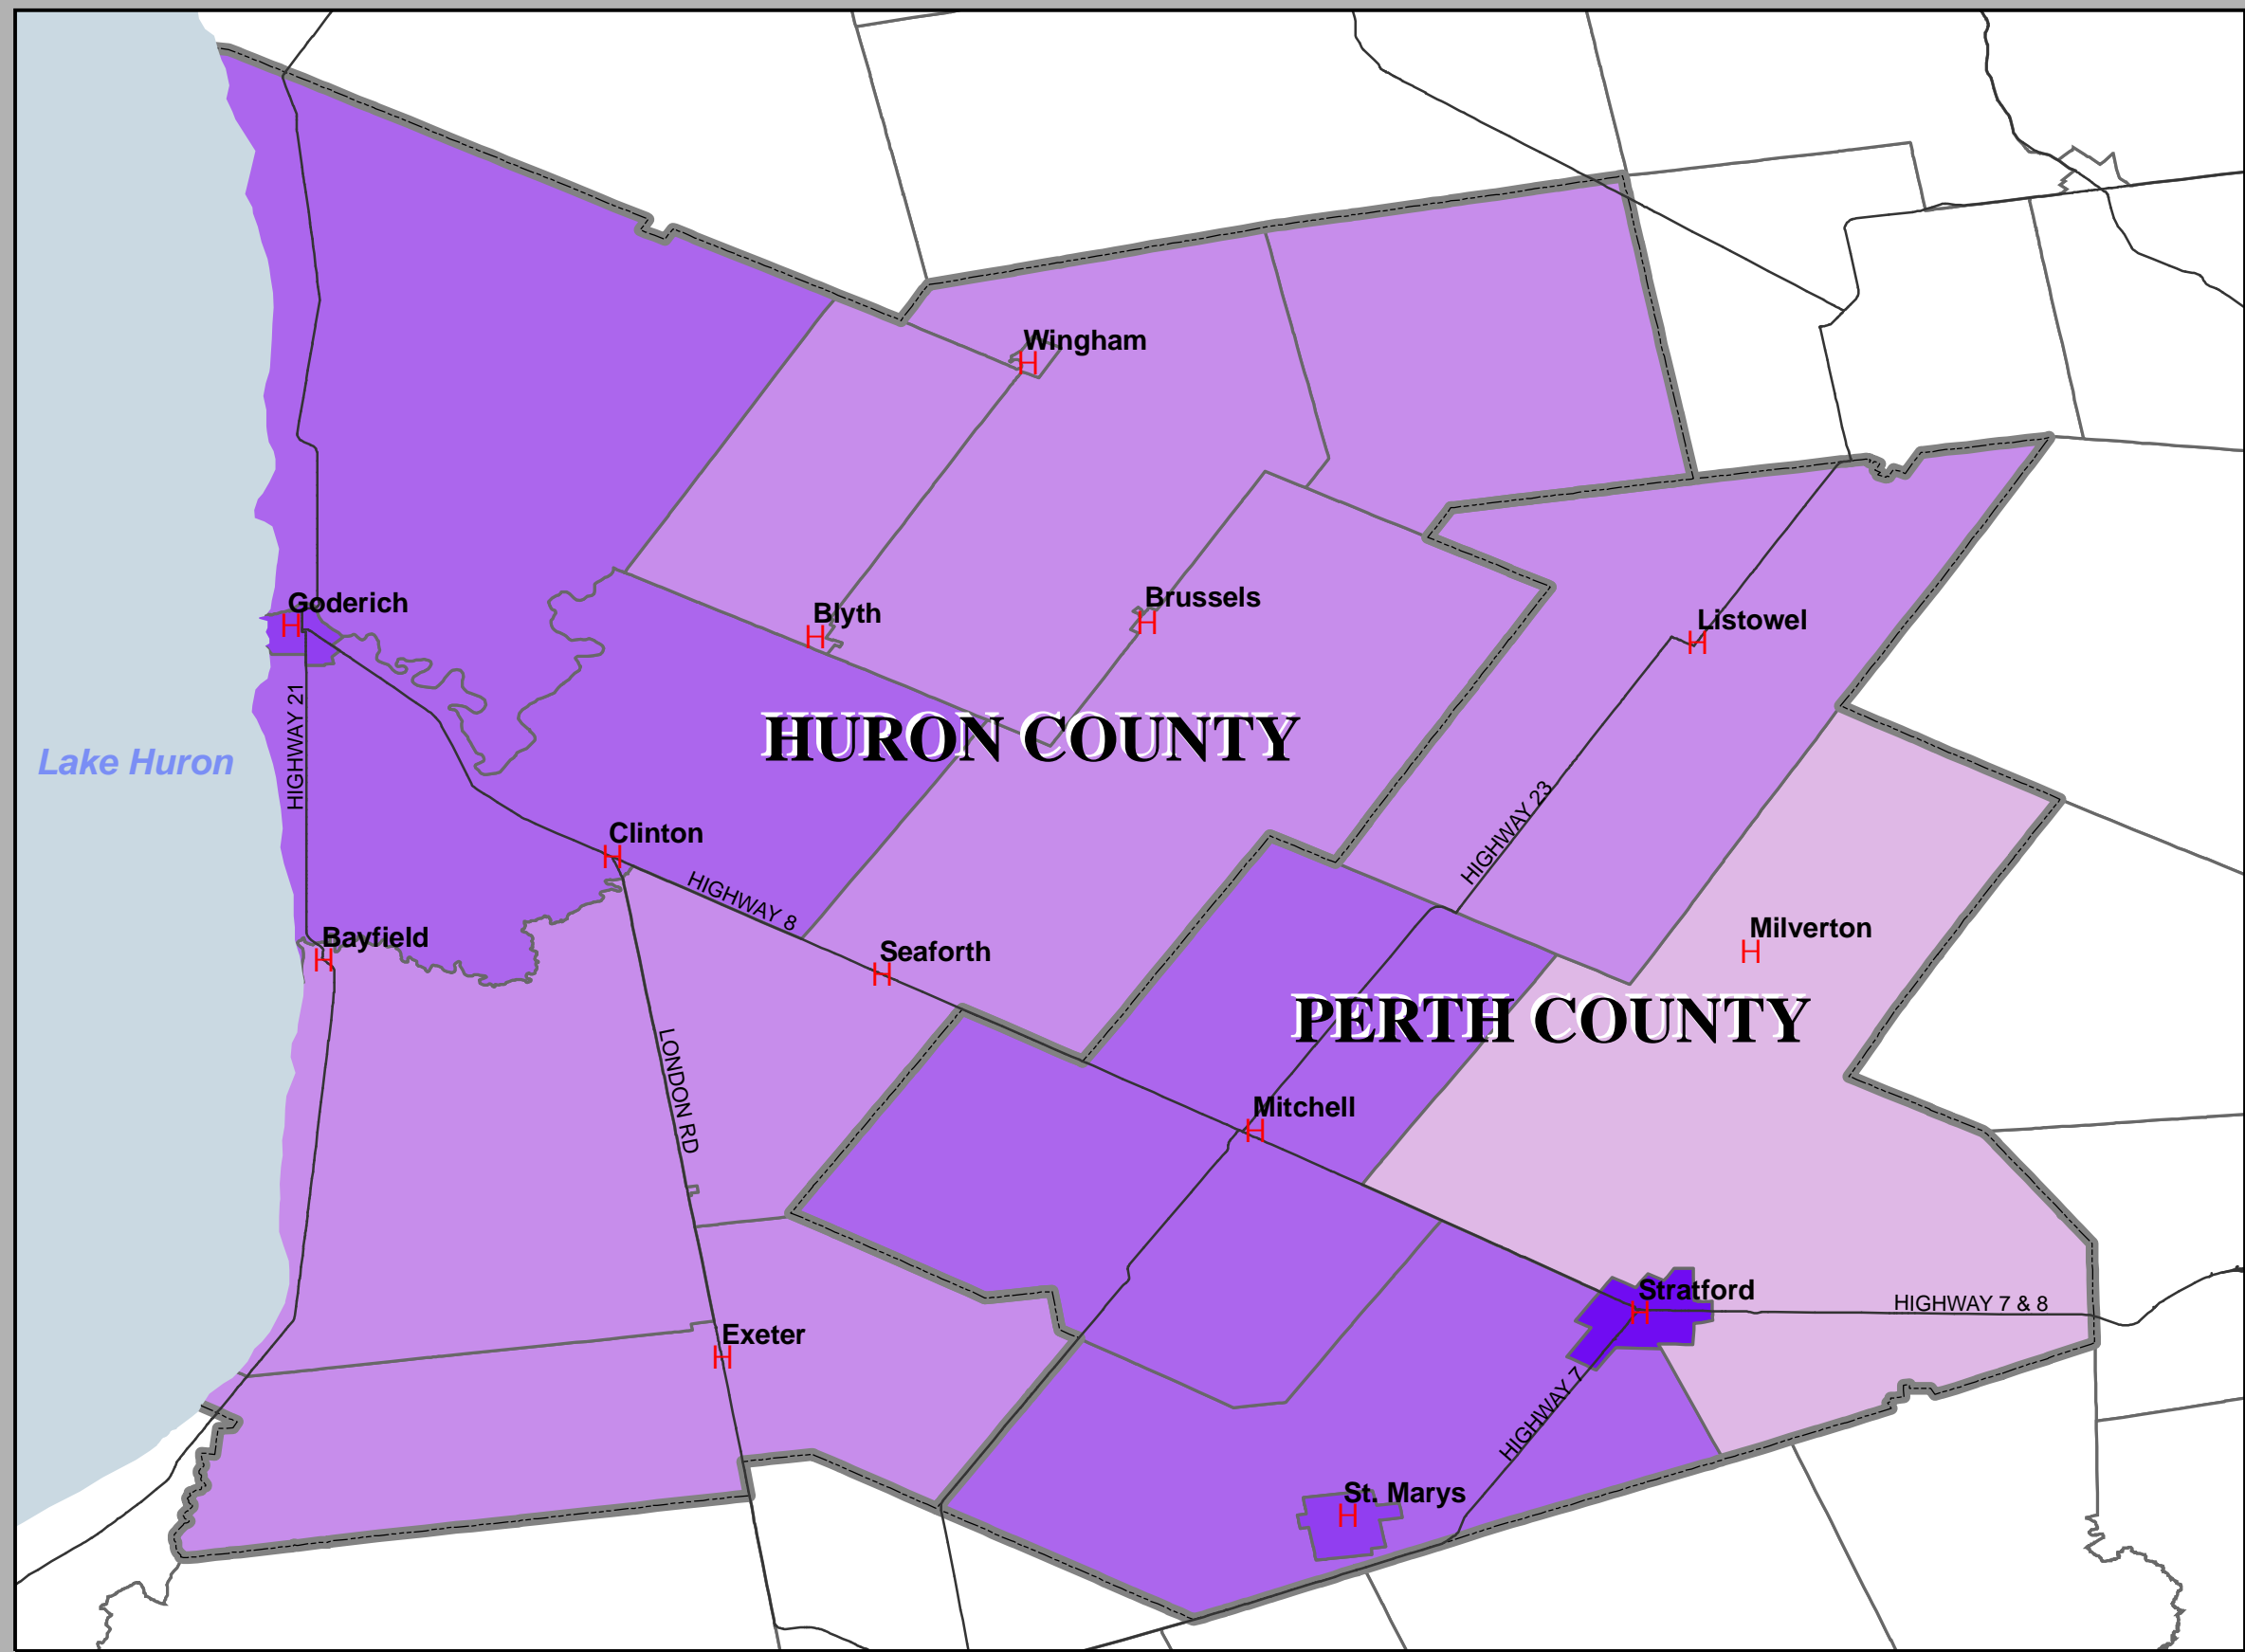 Wingham
H
Goderich
H
Blyth
H
Brussels
H
Listowel
H
HIGHWAY 21
HURON COUNTY
Lake Huron
HIGHWAY 23
Clinton
H
HIGHWAY 8
Bayfield
H
Seaforth
H
Milverton
H
PERTH COUNTY
LONDON RD
Mitchell
H
Stratford
H
HIGHWAY 7 & 8
Exeter
H
HIGHWAY 7
St. Marys
H